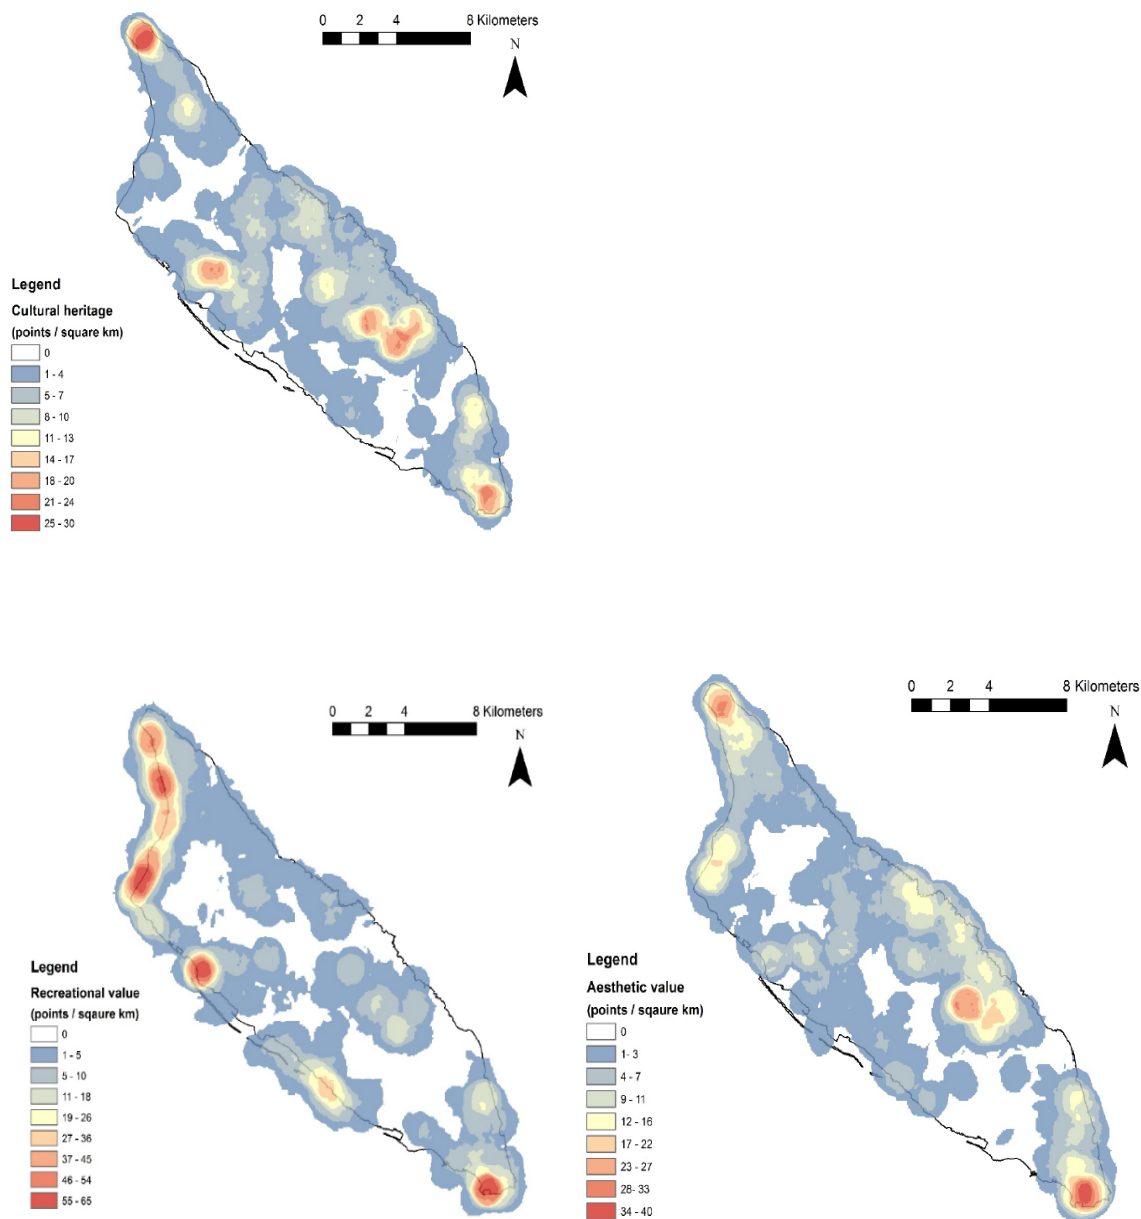 0 2 4 8 Kilometers
N
Legend
Cultural heritage
(points / square km)
0
1 - 4
5 - 7
8 - 10
11 - 13
14 - 17
18 - 20
21 - 24
25 - 30
0 2 4 8 Kilometers
N
Legend
Recreational value
(points / sqaure km)
0
1 - 5
5 - 10
11 - 18
19 - 26
27 - 36
37 - 45
46 - 54
55 - 65
0 2 4 8 Kilometers
N
Legend
Aesthetic value
(points / sqaure km)
0
1 - 3
4 - 7
9 - 11
12 - 16
17 - 22
23 - 27
28- 33
34 - 40